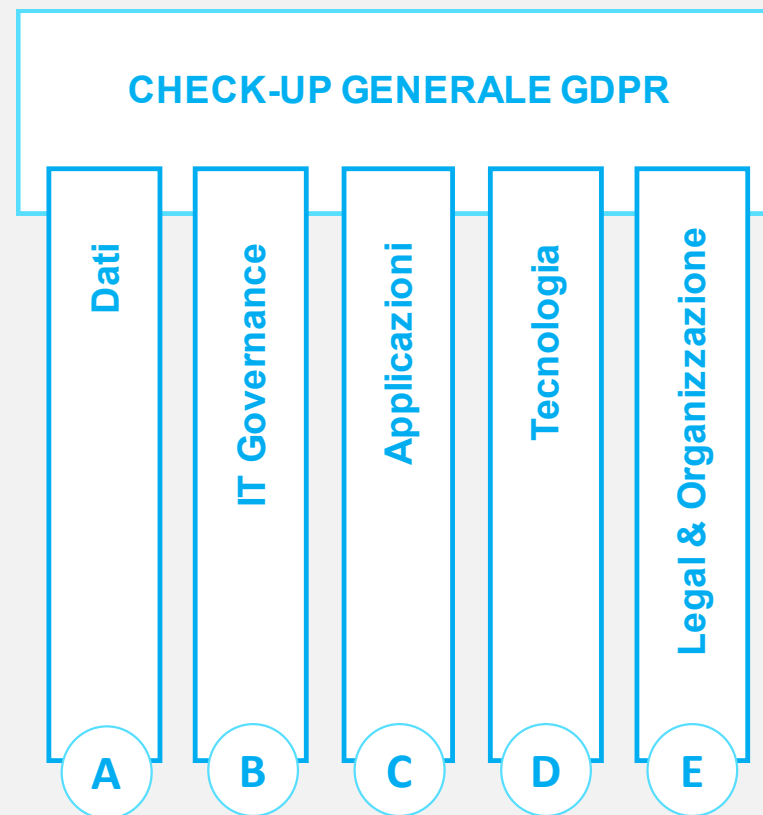 CHECK-UP GENERALE GDPR
Dati
IT Governance
Applicazioni
Tecnologia
Legal & Organizzazione
A
B
C
D
E